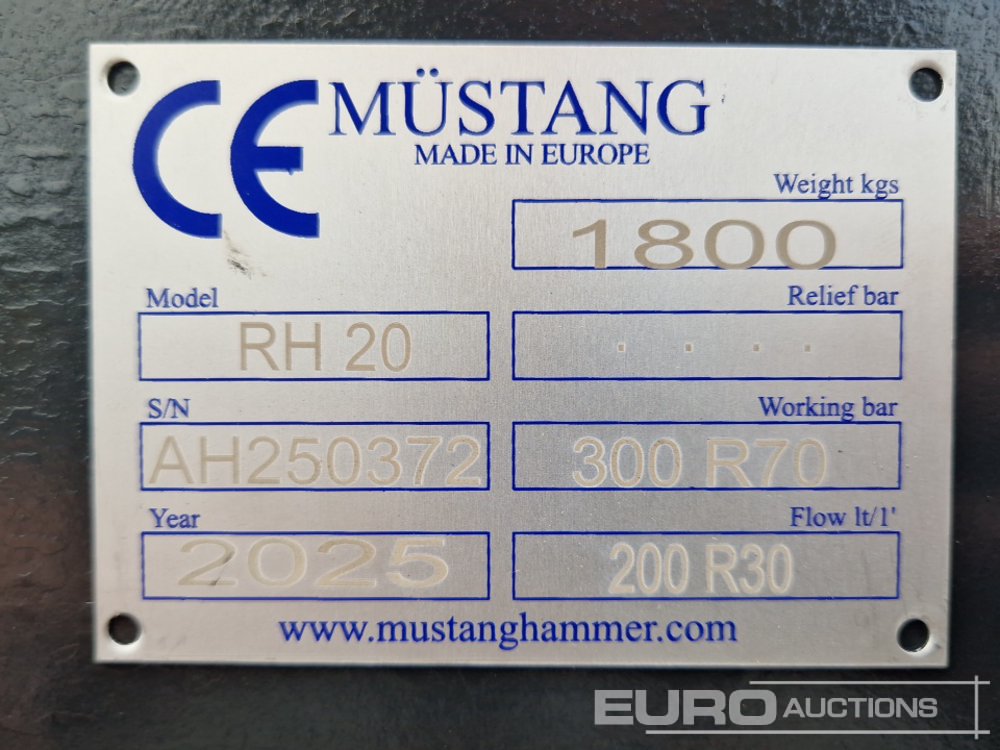 CE MÜSTANG
MADE IN EUROPE
Weight kgs
1800
Model
RH 20
Relief bar
. . . .
S/N
AH250372
Working bar
300 R70
Year
2025
Flow lt/1'
200 R30
www.mustanghammer.com
EURO AUCTIONS